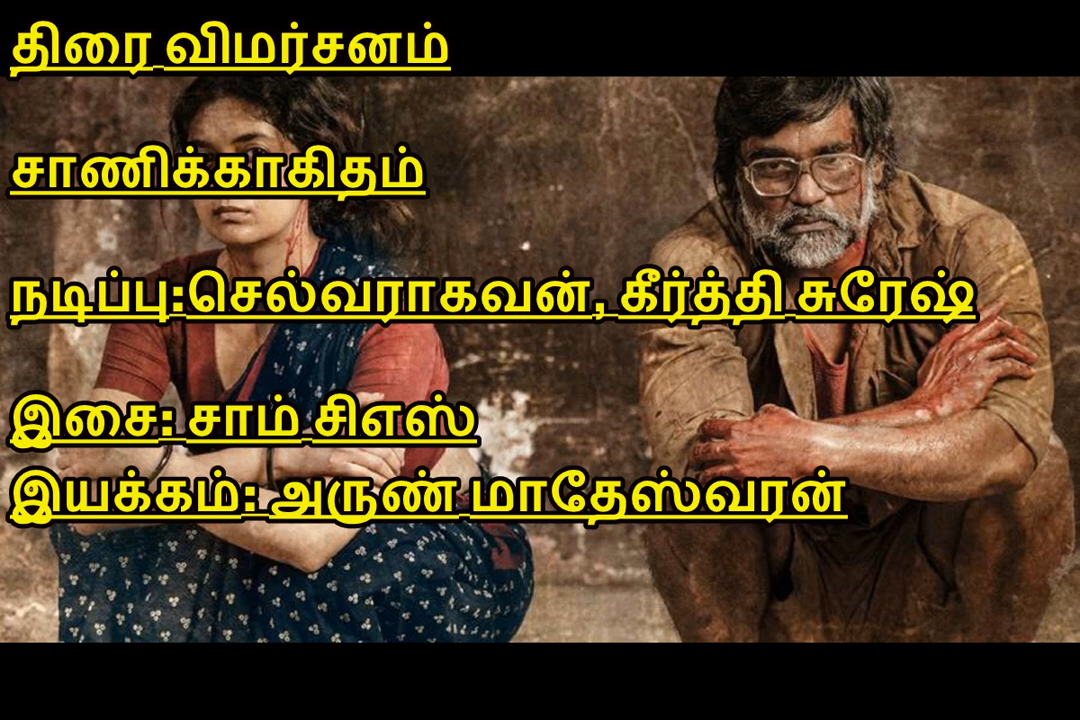 திரை விமர்சனம்
சாணிக்காகிதம்
நடிப்பு:செல்வராகவன், கீர்த்தி சுரேஷ்
இசை: சாம் சிஎஸ்
இயக்கம்: அருண் மாதேஸ்வரன்